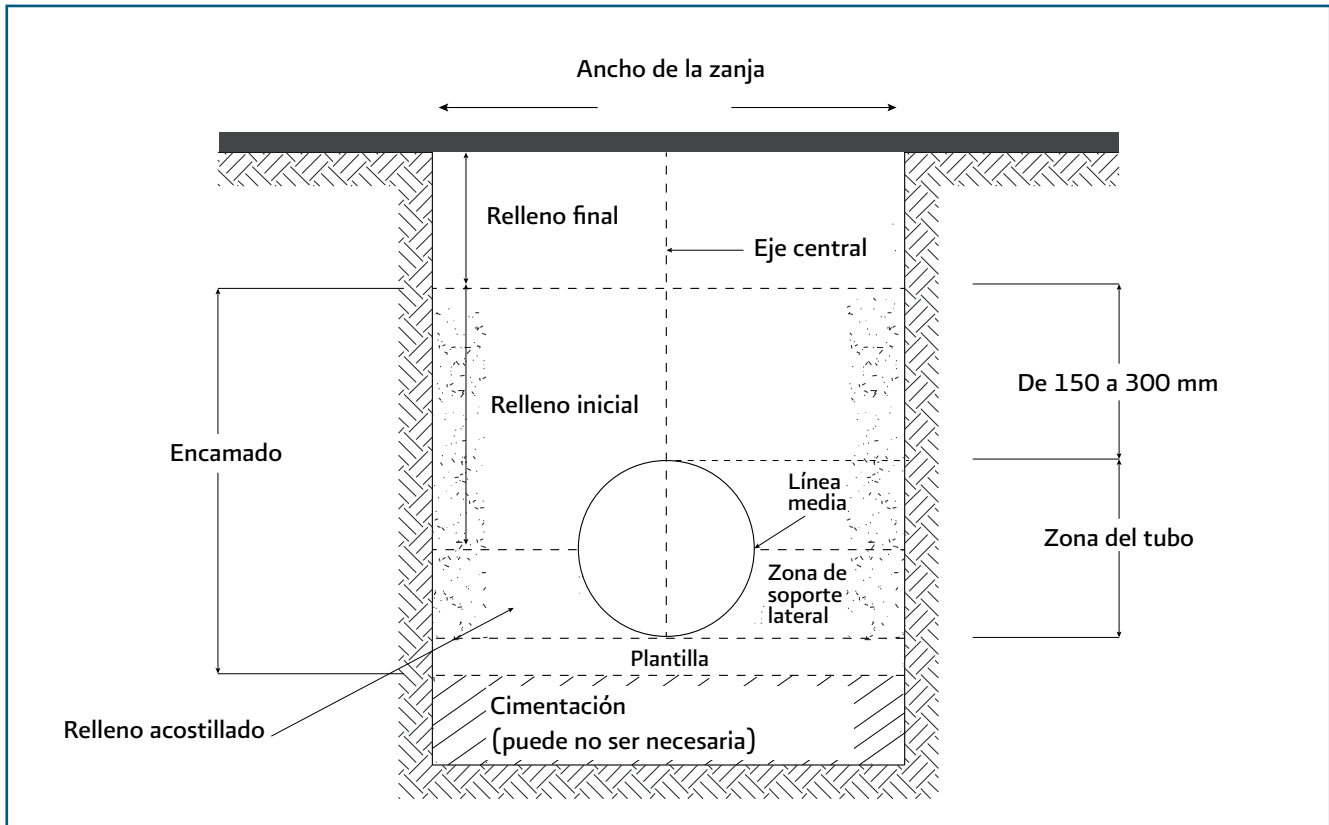 Ancho de la zanja
Relleno final
Eje central
De 150 a 300 mm
Relleno inicial
Encamado
Línea
media
Zona del tubo
Zona de
soporte
lateral
Plantilla
Cimentación
(puede no ser necesaria)
Relleno acostillado